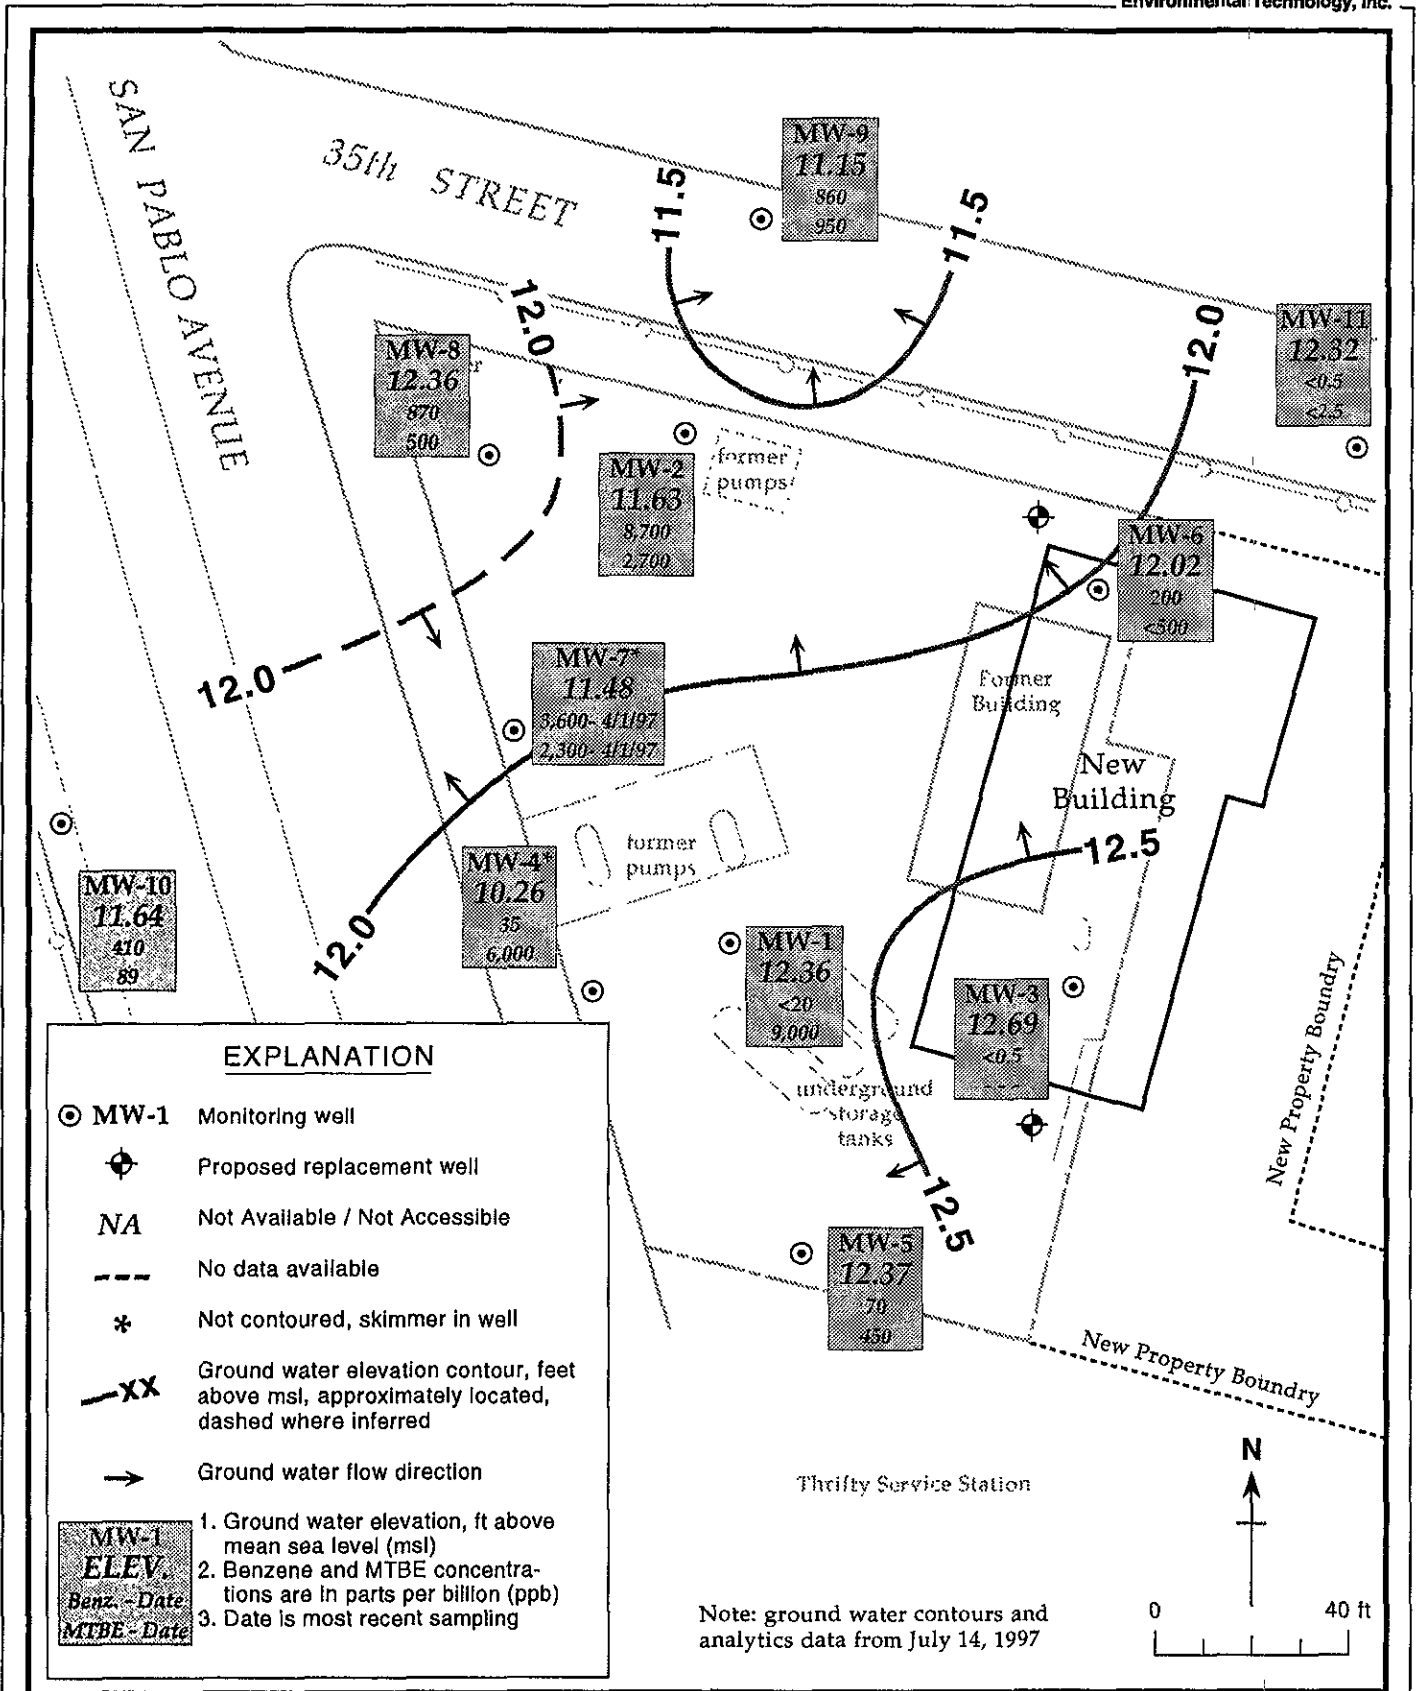 Environmental Technology, Inc.
SAN PABLO AVENUE
35th STREET
MW-9
11.15
860
950
11.5
11.5
12.0
12.0
MW-11
12.32
<0.5
<2.5
MW-8
12.36
870
500
MW-2
11.63
8,700
2,700
former
pumps
MW-6
12.02
200
<500
12.0
MW-7*
11.48
3,600- 4/1/97
2,300- 4/1/97
Former
Building
New
Building
12.5
former
pumps
MW-4*
10.26
35
6,000
MW-10
11.64
410
89
12.0
MW-1
12.36
<20
9,000
MW-3
12.69
<0.5
---
underground
storage
tanks
12.5
New Property Boundry
MW-5
12.37
70
450
New Property Boundry
Thrifty Service Station
N
Note: ground water contours and
analytics data from July 14, 1997
0 40 ft
EXPLANATION
MW-1 Monitoring well
Proposed replacement well
NA Not Available / Not Accessible
--- No data available
* Not contoured, skimmer in well
XX Ground water elevation contour, feet
above msl, approximately located,
dashed where inferred
Ground water flow direction
MW-1
ELEV.
Benz. - Date
MTBE - Date
1. Ground water elevation, ft above
mean sea level (msl)
2. Benzene and MTBE concentra-
tions are in parts per billion (ppb)
3. Date is most recent sampling